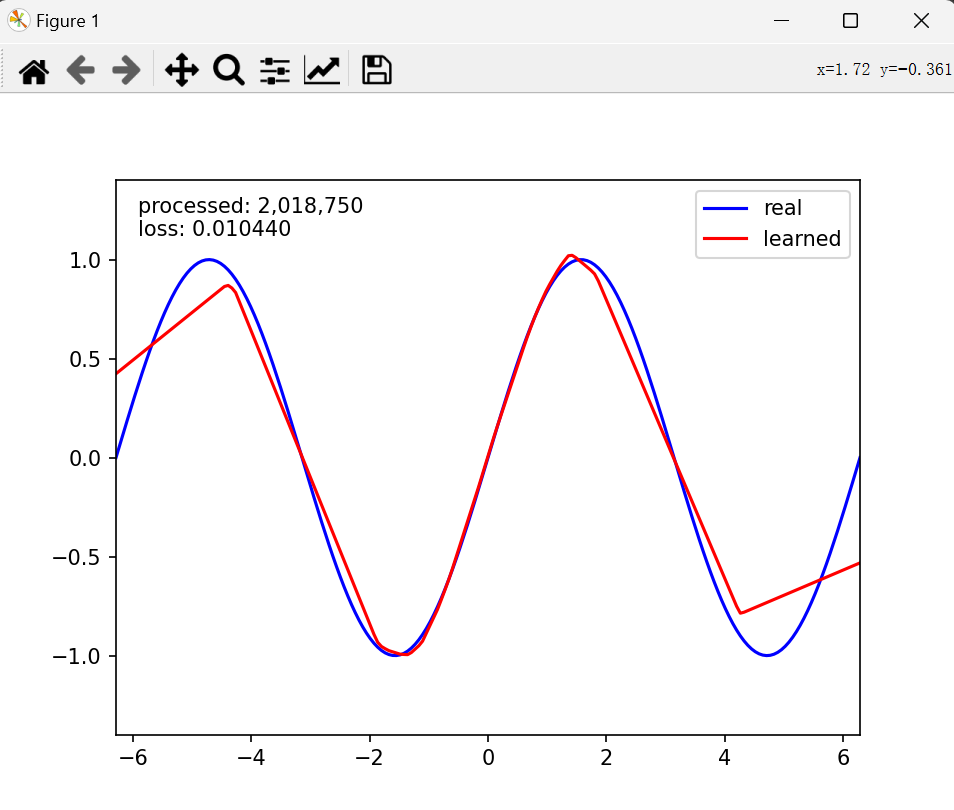 Figure 1
x=1.72 y=−0.361
processed: 2,018,750
loss: 0.010440
real
learned
1.0
0.5
0.0
−0.5
−1.0
−6 −4 −2 0 2 4 6